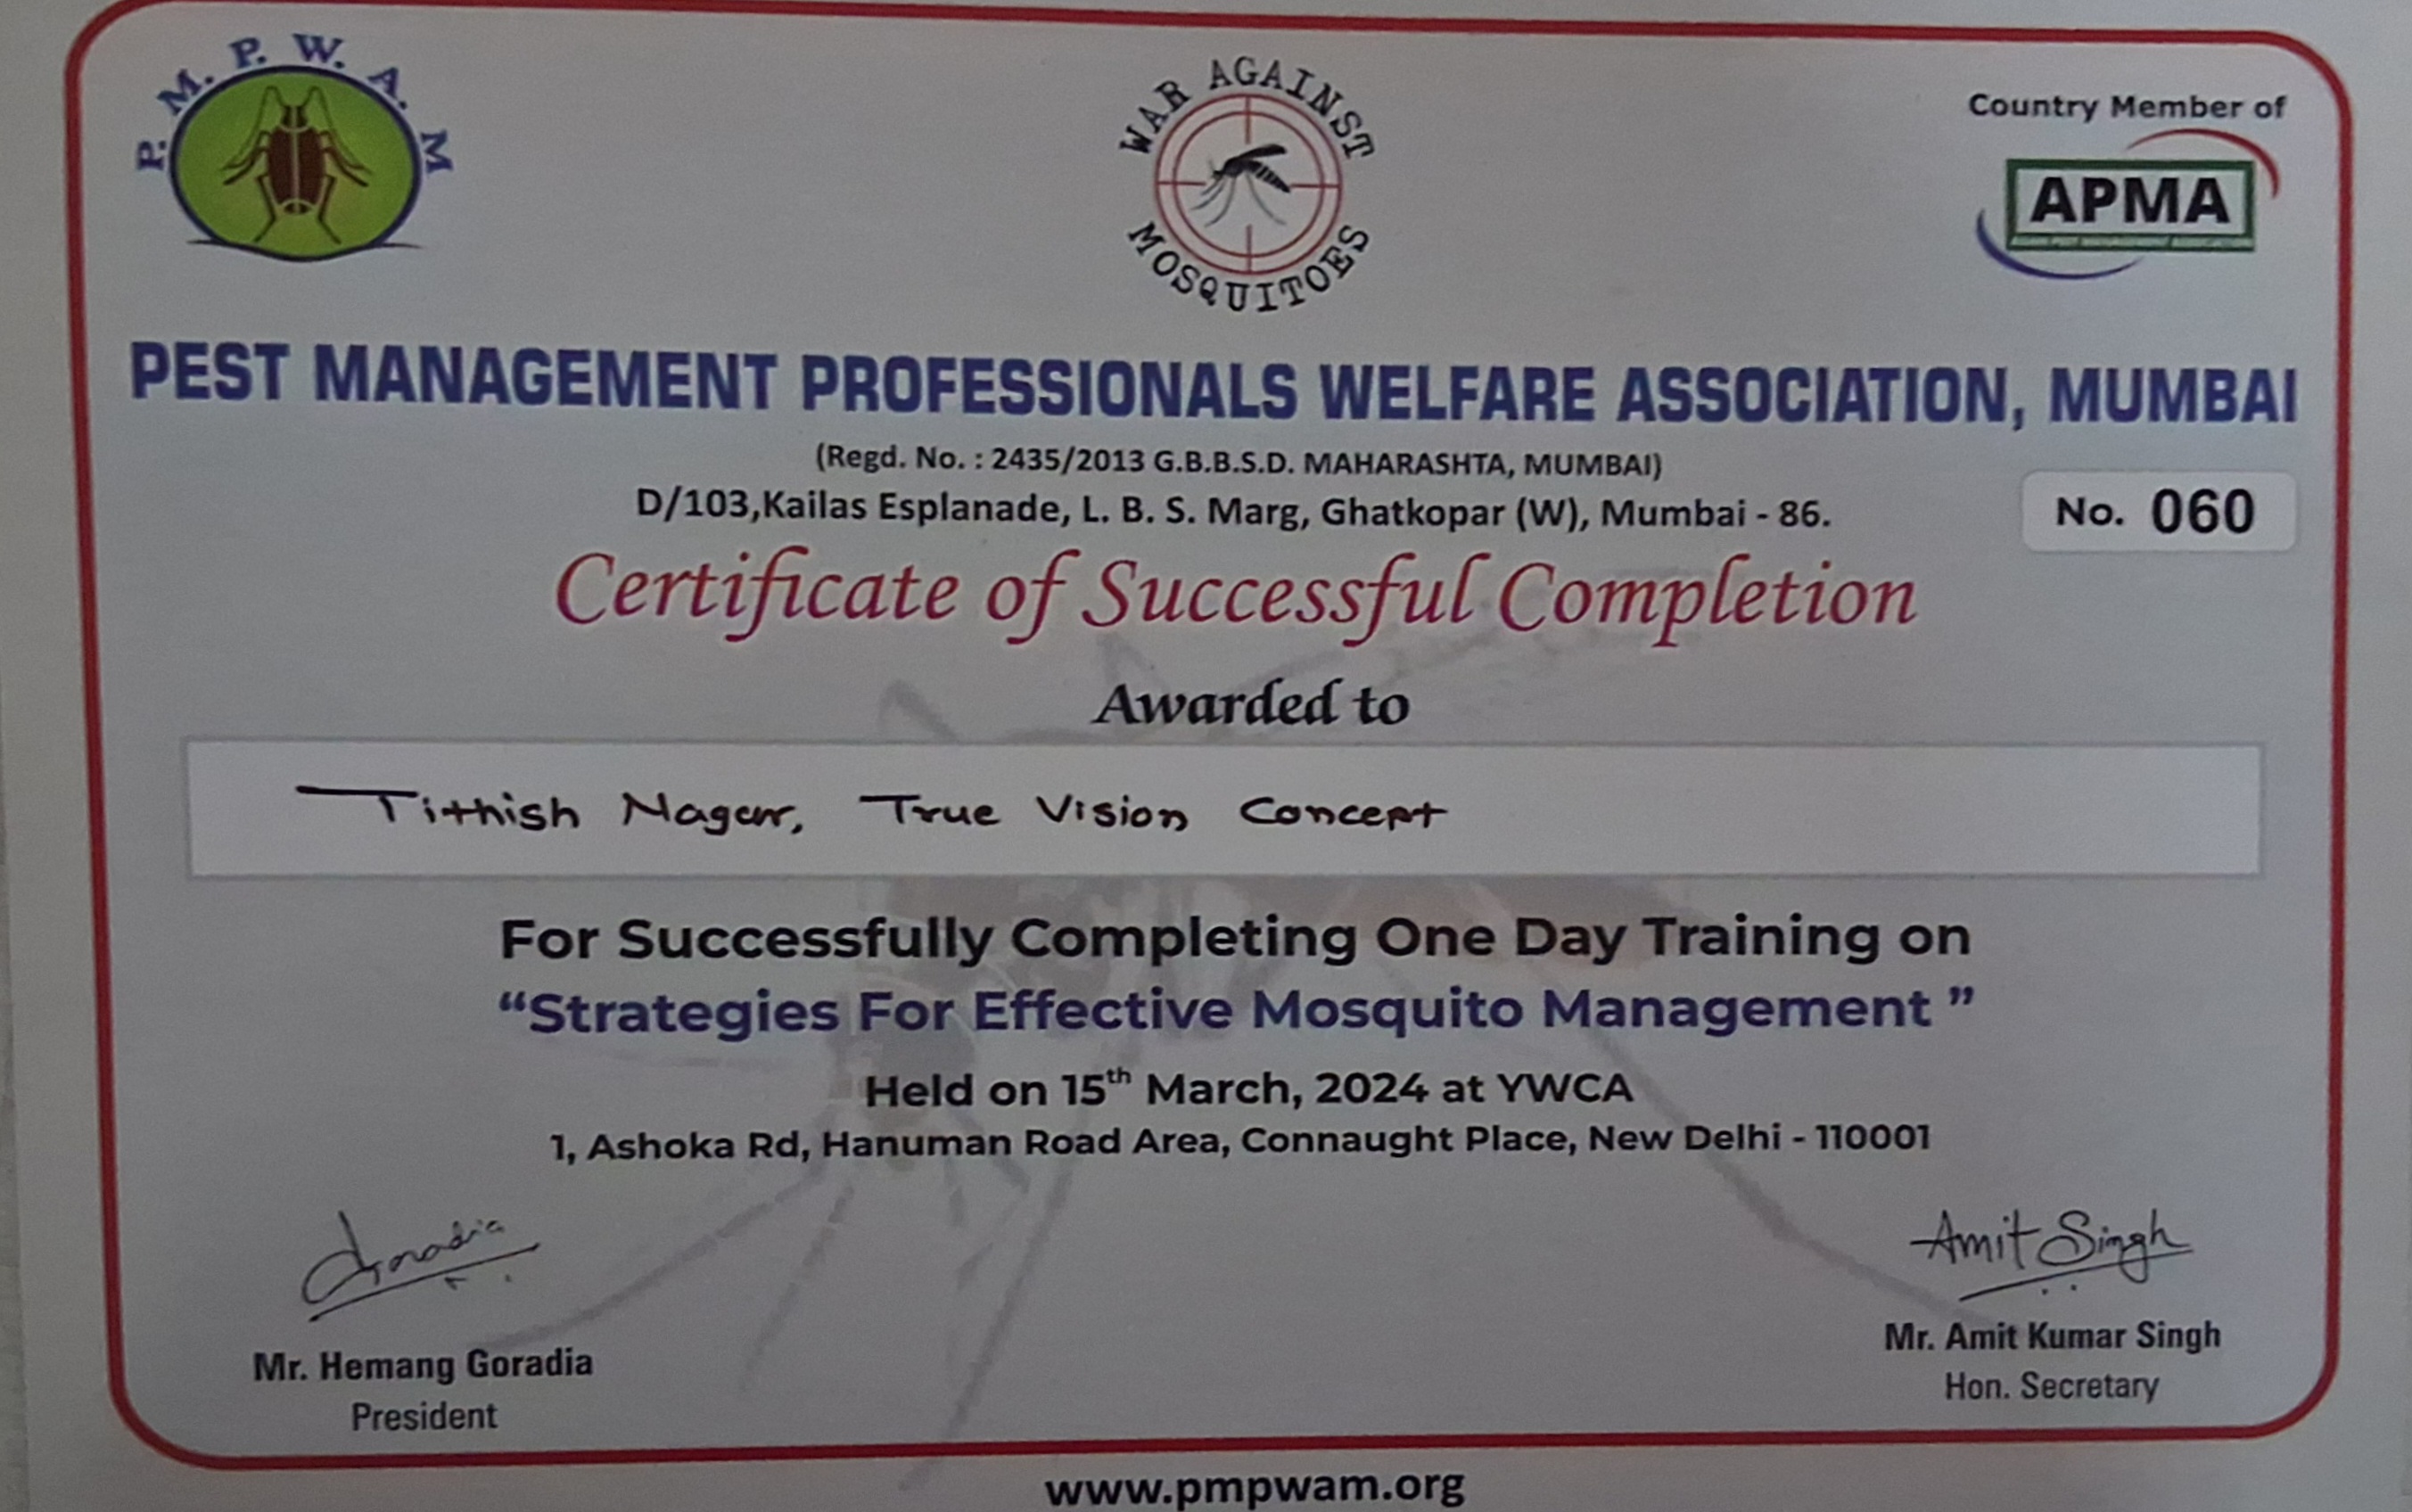 P. M. P. W. A. M
WAR AGAINST
MOSQUITOES
Country Member of
APMA
PEST MANAGEMENT PROFESSIONALS WELFARE ASSOCIATION, MUMBAI
(Regd. No. : 2435/2013 G.B.B.S.D. MAHARASHTA, MUMBAI)
D/103,Kailas Esplanade, L. B. S. Marg, Ghatkopar (W), Mumbai - 86.
No. 060
Certificate of Successful Completion
Awarded to
Tithish Nagar, True Vision Concept
For Successfully Completing One Day Training on
“Strategies For Effective Mosquito Management ”
Held on 15th March, 2024 at YWCA
1, Ashoka Rd, Hanuman Road Area, Connaught Place, New Delhi - 110001
Goradia
Mr. Hemang Goradia
President
Amit Singh
Mr. Amit Kumar Singh
Hon. Secretary
www.pmpwam.org